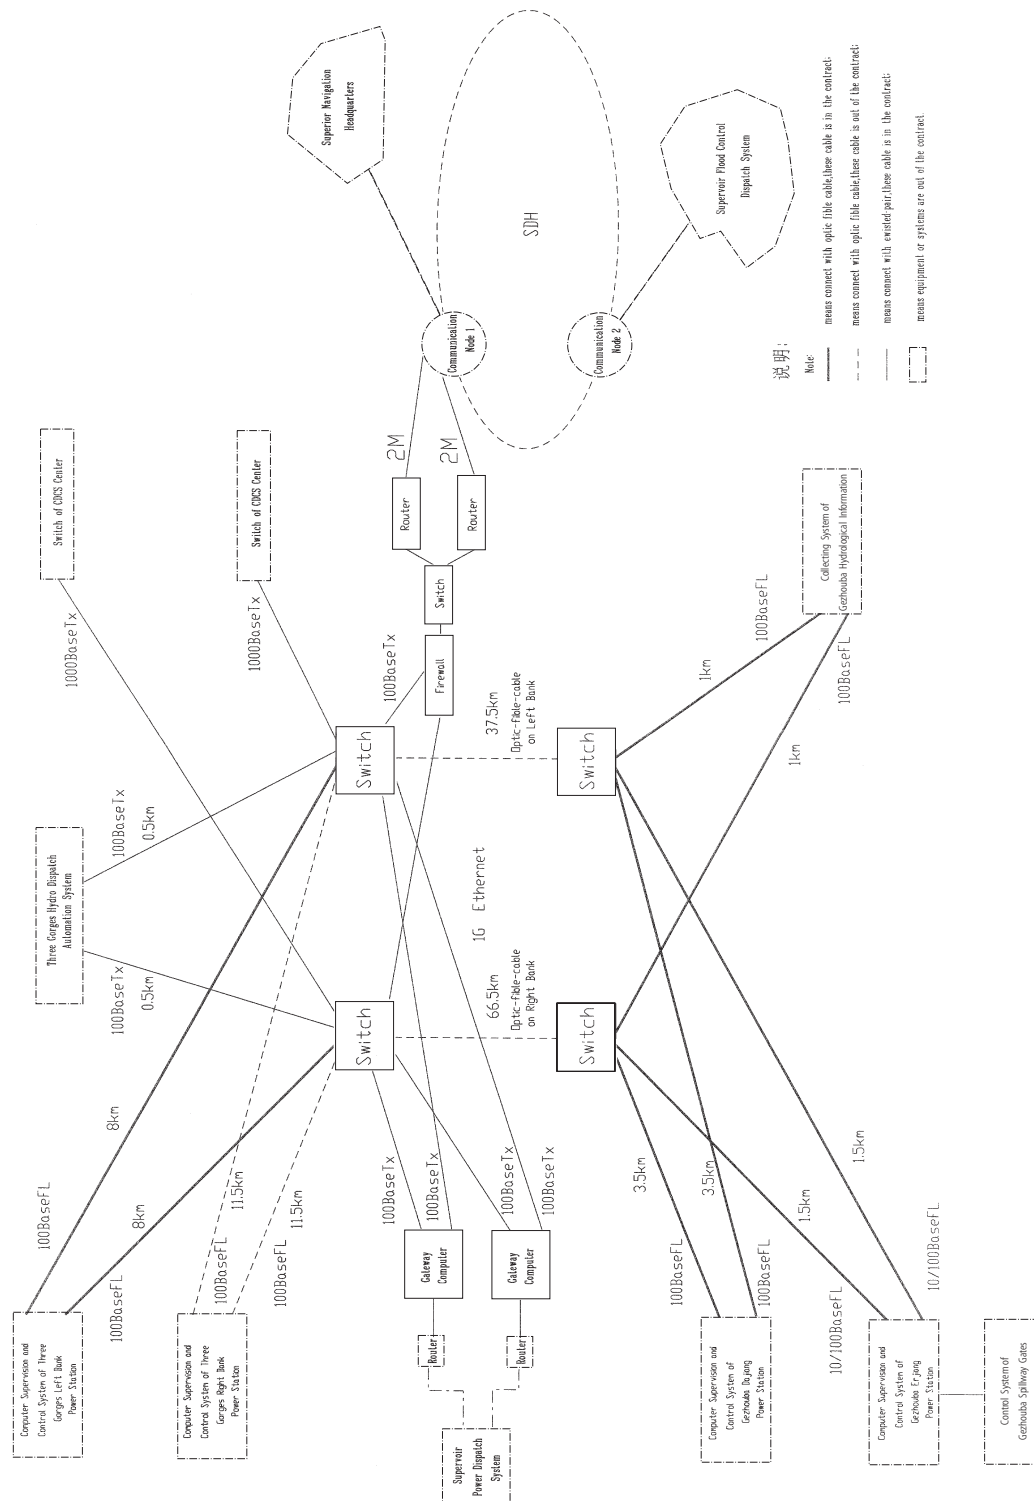 Superior Navigation
Headquarters
SDH
Supervoir Flood Control
Dispatch System
Communication
Node 1
Communication
Node 2
说明:
Note:
means connect with optic fible cable,these cable is in the contract;
means connect with optic fible cable,these cable is out of the contract;
means connect with ewisted-pair,these cable is in the contract;
means equipment or systems are out of the contract.
Switch of CDCS Center
Switch of CDCS Center
2M
2M
Router
Router
Switch
Firewall
1000BaseTx
1000BaseTx
100BaseTx
Collecting System of
Gezhouba Hydrological Information
100BaseFL
100BaseFL
1km
1km
Three Gorges Hydro Dispatch
Automation System
100BaseTx
0.5km
100BaseTx
0.5km
Switch
37.5km
Optic-fible-cable
on Left Bank
Switch
1G Ethernet
Switch
66.5km
Optic-fible-cable
on Right Bank
Switch
8km
8km
11.5km
11.5km
100BaseFL
100BaseFL
100BaseFL
100BaseFL
100BaseTx
100BaseTx
100BaseTx
100BaseTx
3.5km
3.5km
1.5km
1.5km
100BaseFL
100BaseFL
10/100BaseFL
10/100BaseFL
Computer Supervision and
Control System of Three
Gorges Left Bank
Power Station
Computer Supervision and
Control System of Three
Gorges Right Bank
Power Station
Gateway
Computer
Gateway
Computer
Router
Router
Supervoir
Power Dispatch
System
Computer Supervision and
Control System of
Gezhouba Dajiang
Power Station
Computer Supervision and
Control System of
Gezhouba Erjiang
Power Station
Control System of
Gezhouba Spillway Gates